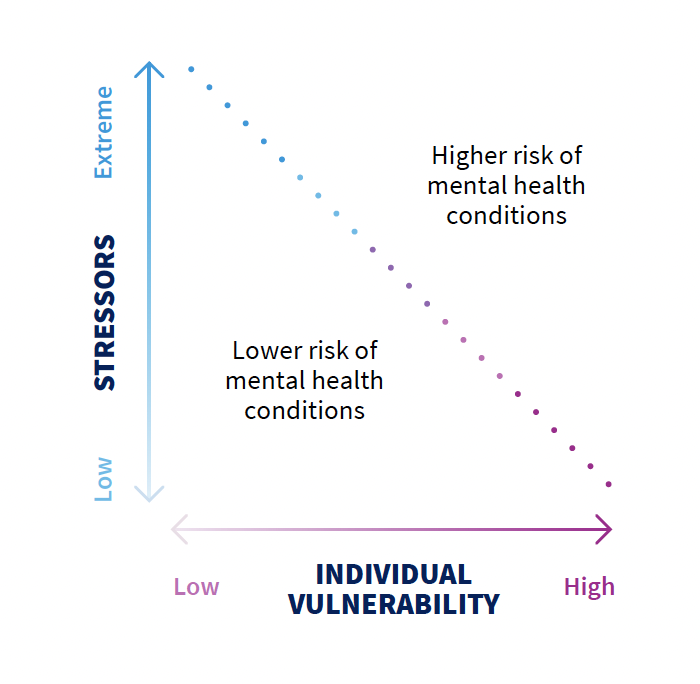 Extreme
STRESSORS
Low
Higher risk of
mental health
conditions
Lower risk of
mental health
conditions
Low
INDIVIDUAL
VULNERABILITY
High